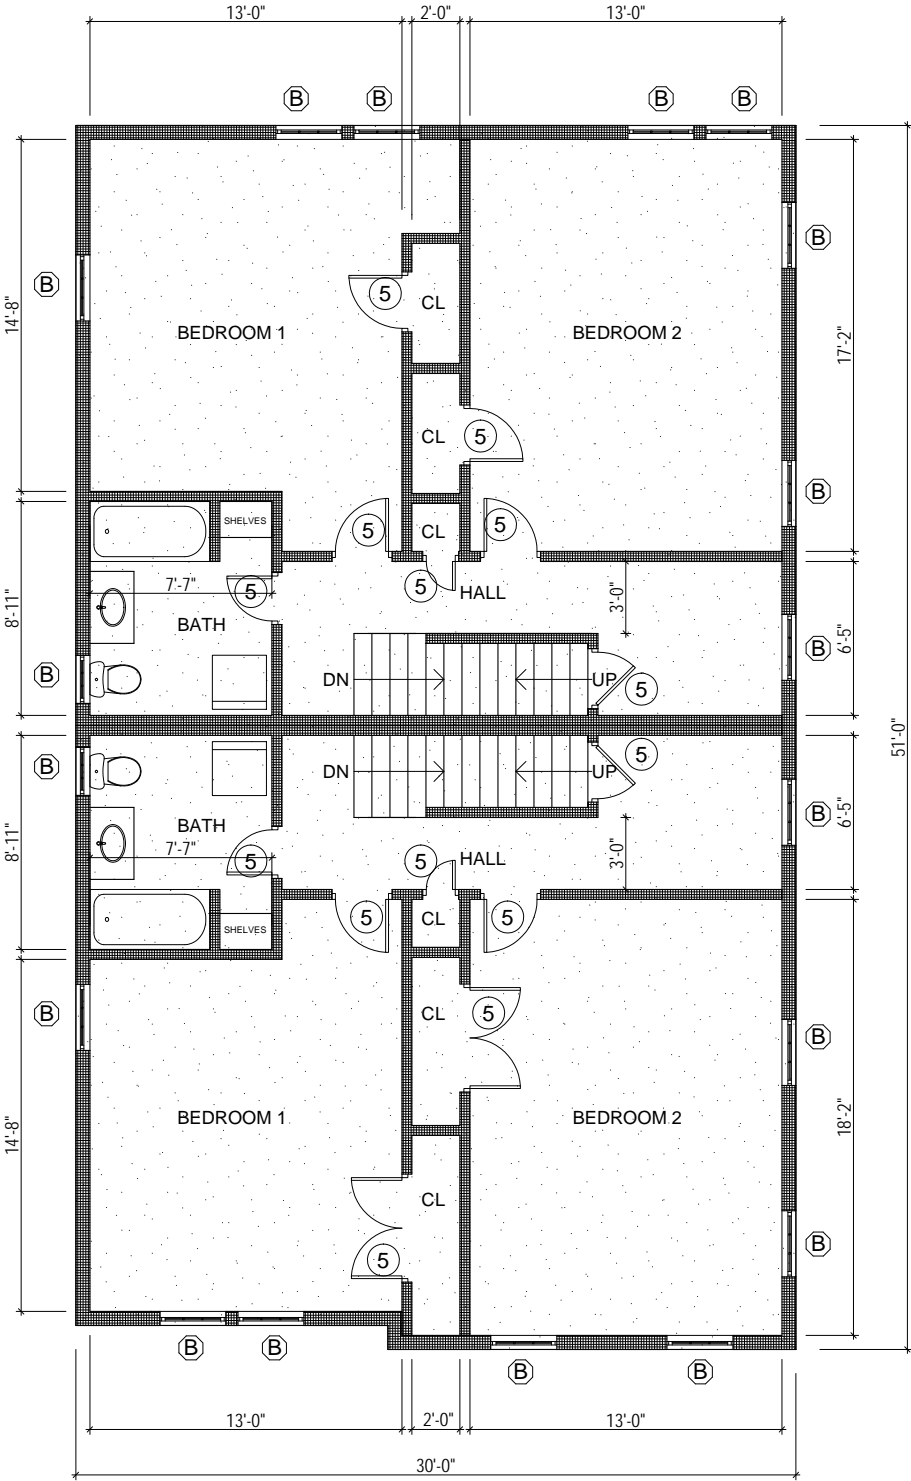 13'-0" 2'-0" 13'-0"
B B B B
B
B
5
CL
14'-8"
BEDROOM 1
BEDROOM 2
17'-2"
CL 5
B
SHELVES
5
CL
5
7'-7"
5
5
HALL
3'-0"
8'-11"
BATH
6'-5"
B
B
DN
UP
5
51'-0"
B
DN
UP
5
8'-11"
BATH
6'-5"
B
7'-7"
5
5
HALL
3'-0"
SHELVES
5
CL
5
B
CL
5
B
14'-8"
BEDROOM 1
BEDROOM 2
18'-2"
CL
5
B
B B B B
13'-0" 2'-0" 13'-0"
30'-0"